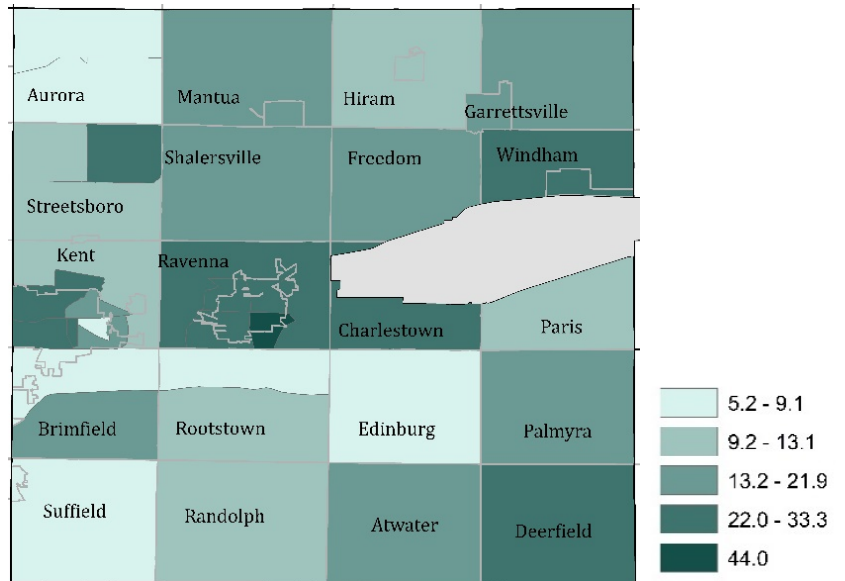 Aurora
Mantua
Hiram
Garrettsville
Shalersville
Freedom
Windham
Streetsboro
Kent
Ravenna
Charlestown
Paris
Brimfield
Rootstown
Edinburg
Palmyra
Suffield
Randolph
Atwater
Deerfield
5.2 - 9.1
9.2 - 13.1
13.2 - 21.9
22.0 - 33.3
44.0